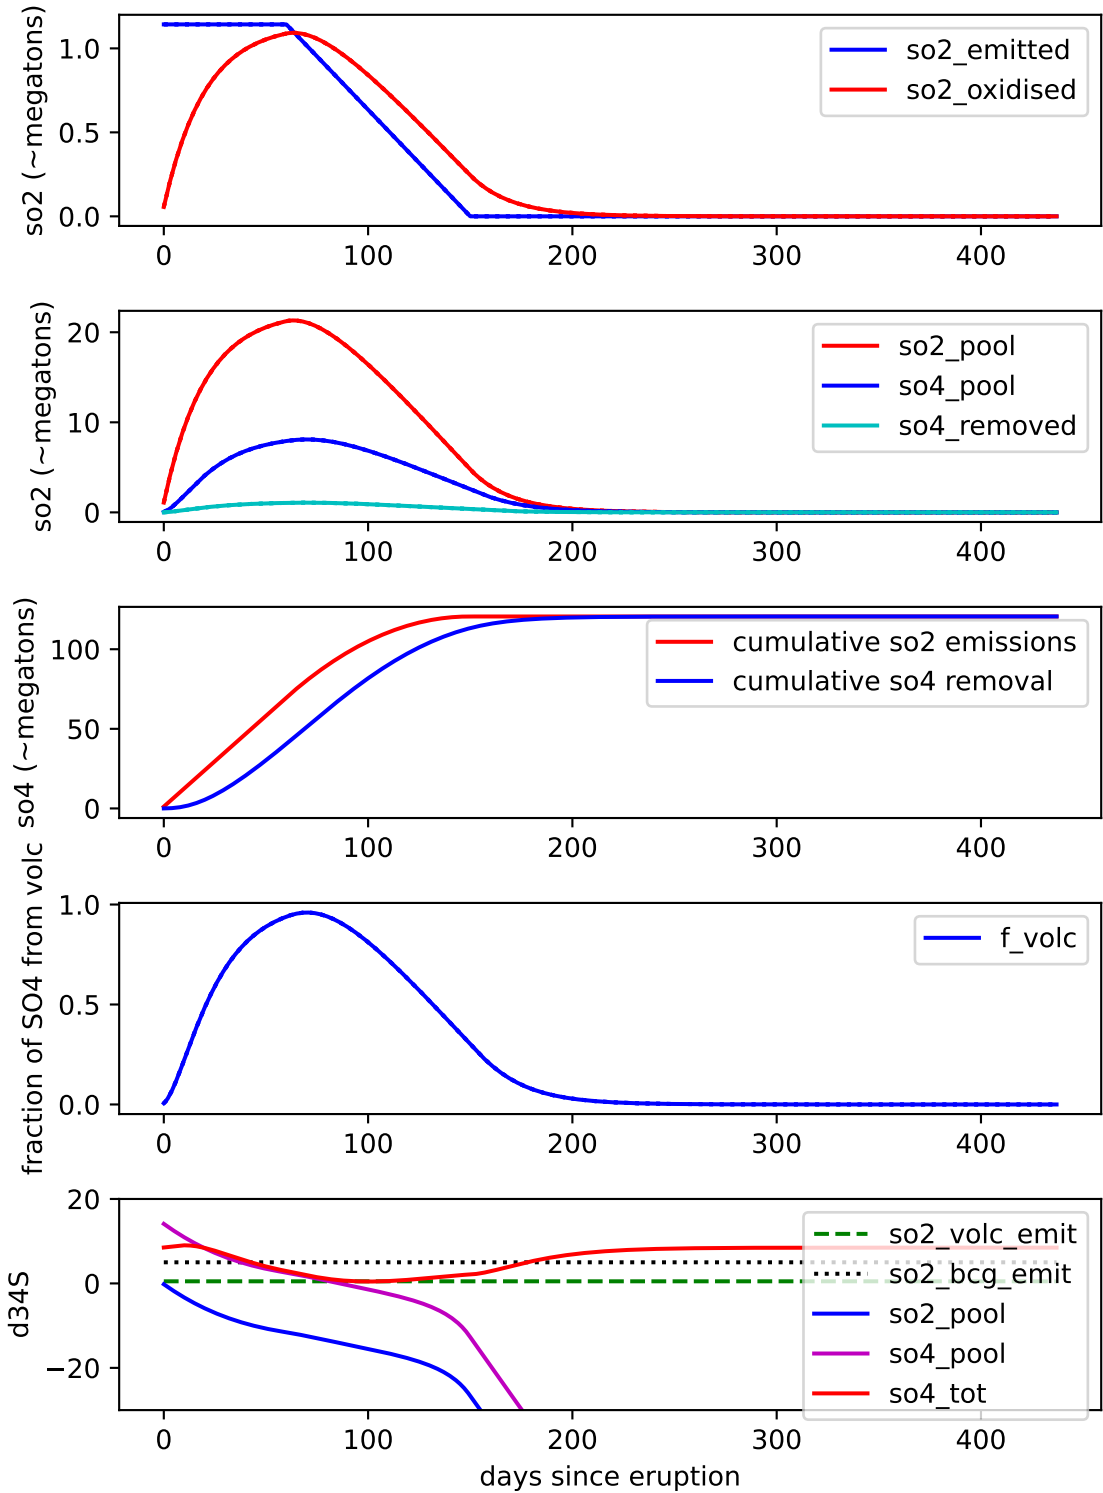 so2 (~megatons)
1.0
0.5
0.0
so2_emitted
so2_oxidised
0 100 200 300 400
so2 (~megatons)
20
10
0
so2_pool
so4_pool
so4_removed
0 100 200 300 400
so4 (~megatons)
100
50
0
cumulative so2 emissions
cumulative so4 removal
0 100 200 300 400
fraction of SO4 from volc
1.0
0.5
0.0
f_volc
0 100 200 300 400
d34S
20
0
−20
so2_volc_emit
so2_bcg_emit
so2_pool
so4_pool
so4_tot
0 100 200 300 400
days since eruption